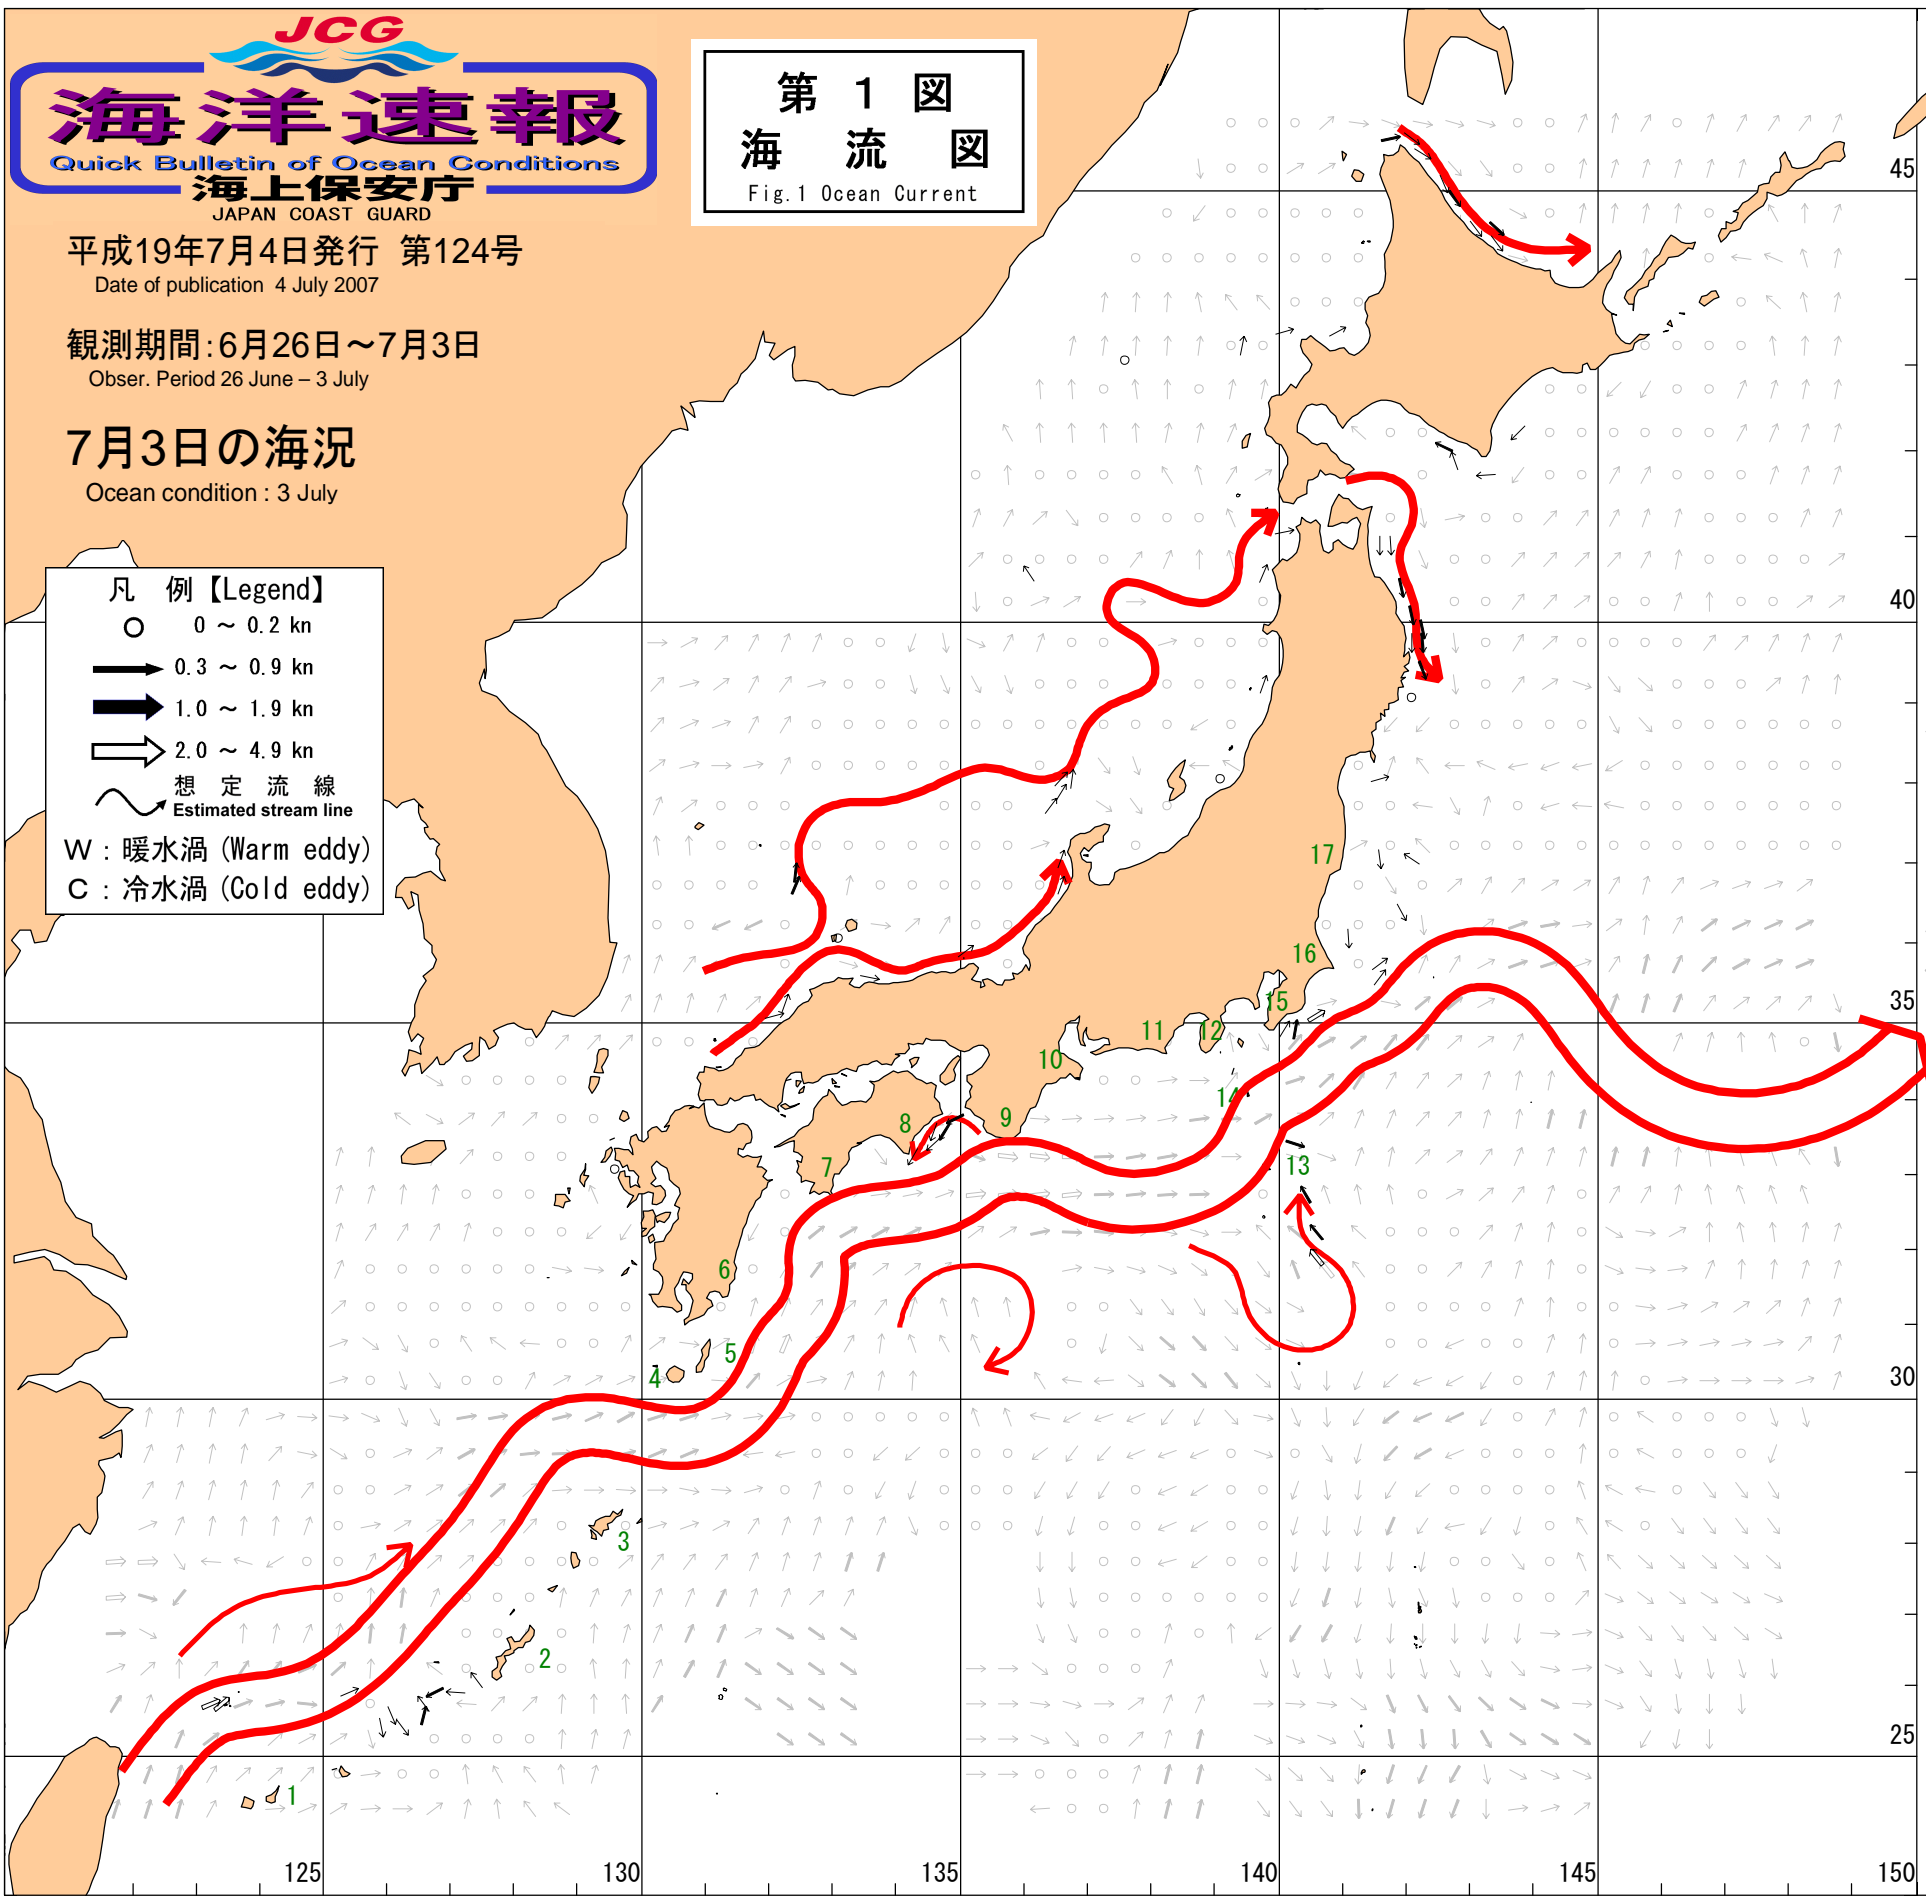 JCG
海洋速報
Quick Bulletin of Ocean Conditions
海上保安庁
JAPAN COAST GUARD
平成19年7月4日発行 第124号
Date of publication 4 July 2007
観測期間:6月26日～7月3日
Obser. Period 26 June – 3 July
7月3日の海況
Ocean condition : 3 July
第 1 図
海 流 図
Fig.1 Ocean Current
凡 例【Legend】
0 ～ 0.2 kn
0.3 ～ 0.9 kn
1.0 ～ 1.9 kn
2.0 ～ 4.9 kn
想 定 流 線
Estimated stream line
W : 暖水渦 (Warm eddy)
C : 冷水渦 (Cold eddy)
45
40
17
16
35
15
11
12
10
14
8
9
7
13
6
5
4
30
3
2
25
1
125
130
135
140
145
150